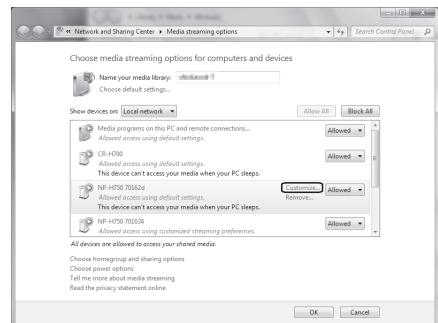 « Network and Sharing Center ▸ Media streaming options
Search Control Panel
Choose media streaming options for computers and devices
Name your media library:
Choose default settings...
Show devices on: Local network
Allow All
Block All
Media programs on this PC and remote connections...
Allowed access using default settings.
Allowed
CR-H700
Allowed access using default settings.
This device can't access your media when your PC sleeps.
Allowed
NP-H750 70162d
Allowed access using default settings.
This device can't access your media when your PC sleeps.
Customize...
Remove...
Allowed
NP-H750 701634
Allowed access using customized streaming preferences.
Allowed
All devices are allowed to access your shared media.
Choose homegroup and sharing options
Choose power options
Tell me more about media streaming
Read the privacy statement online
OK
Cancel